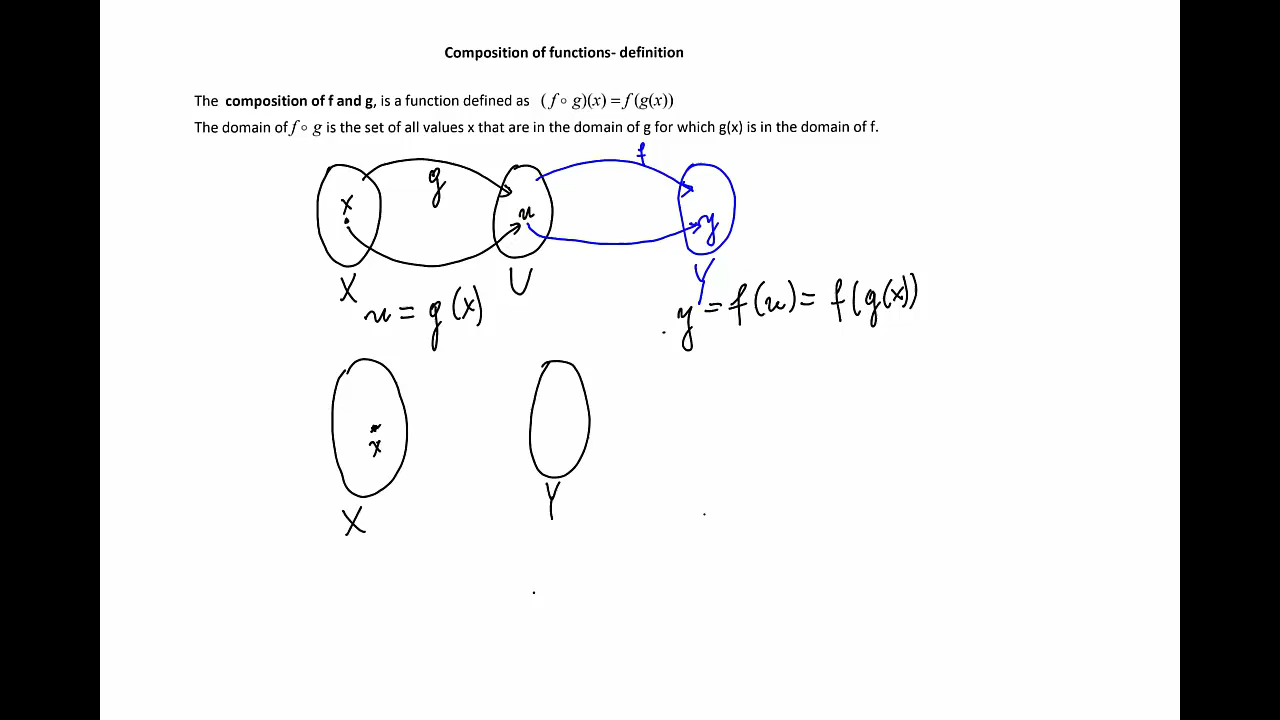 Composition of functions- definition
The composition of f and g, is a function defined as (f ∘ g)(x) = f(g(x))
The domain of f ∘ g is the set of all values x that are in the domain of g for which g(x) is in the domain of f.
f
g
x u y
X U Y
u = g(x) y = f(u) = f(g(x))
x
X Y